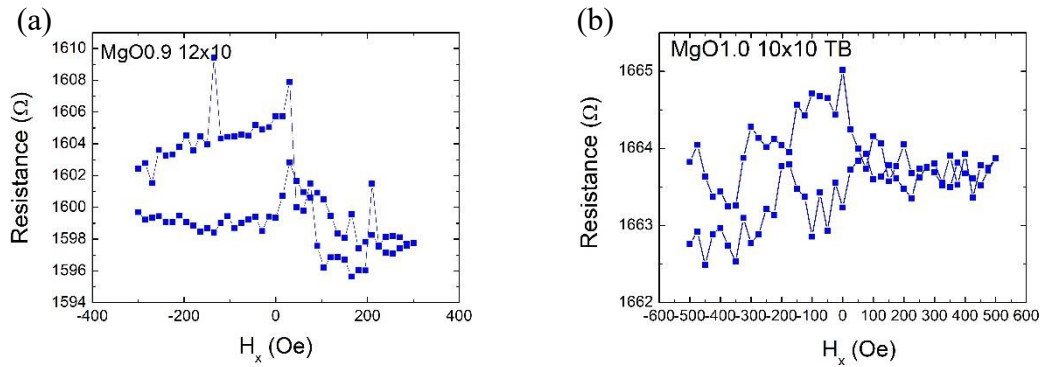 (a)
MgO0.9 12x10
Resistance (Ω)
1610
1608
1606
1604
1602
1600
1598
1596
1594
-400 -200 0 200 400
Hx (Oe)
(b)
MgO1.0 10x10 TB
Resistance (Ω)
1665
1664
1663
1662
-600 -500 -400 -300 -200 -100 0 100 200 300 400 500 600
Hx (Oe)